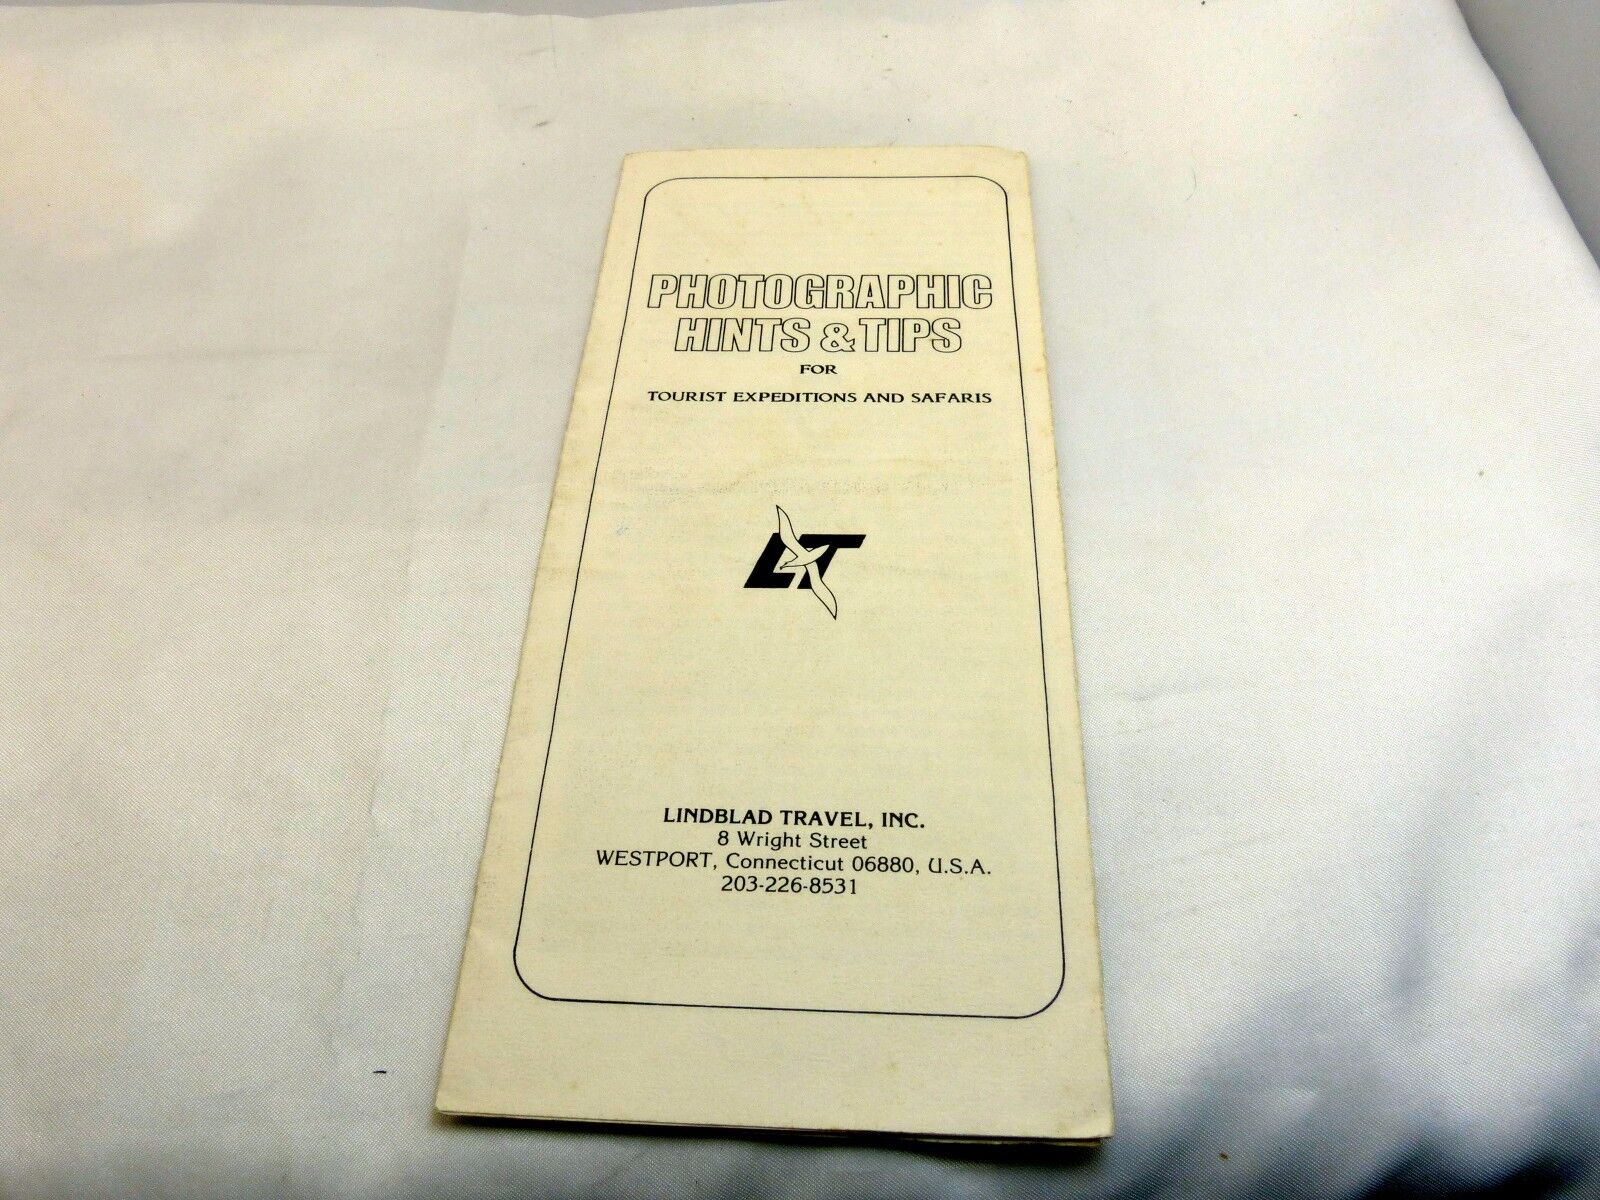 PHOTOGRAPHIC
HINTS & TIPS
FOR
TOURIST EXPEDITIONS AND SAFARIS
LT
LINDBLAD TRAVEL, INC.
8 Wright Street
WESTPORT, Connecticut 06880, U.S.A.
203-226-8531